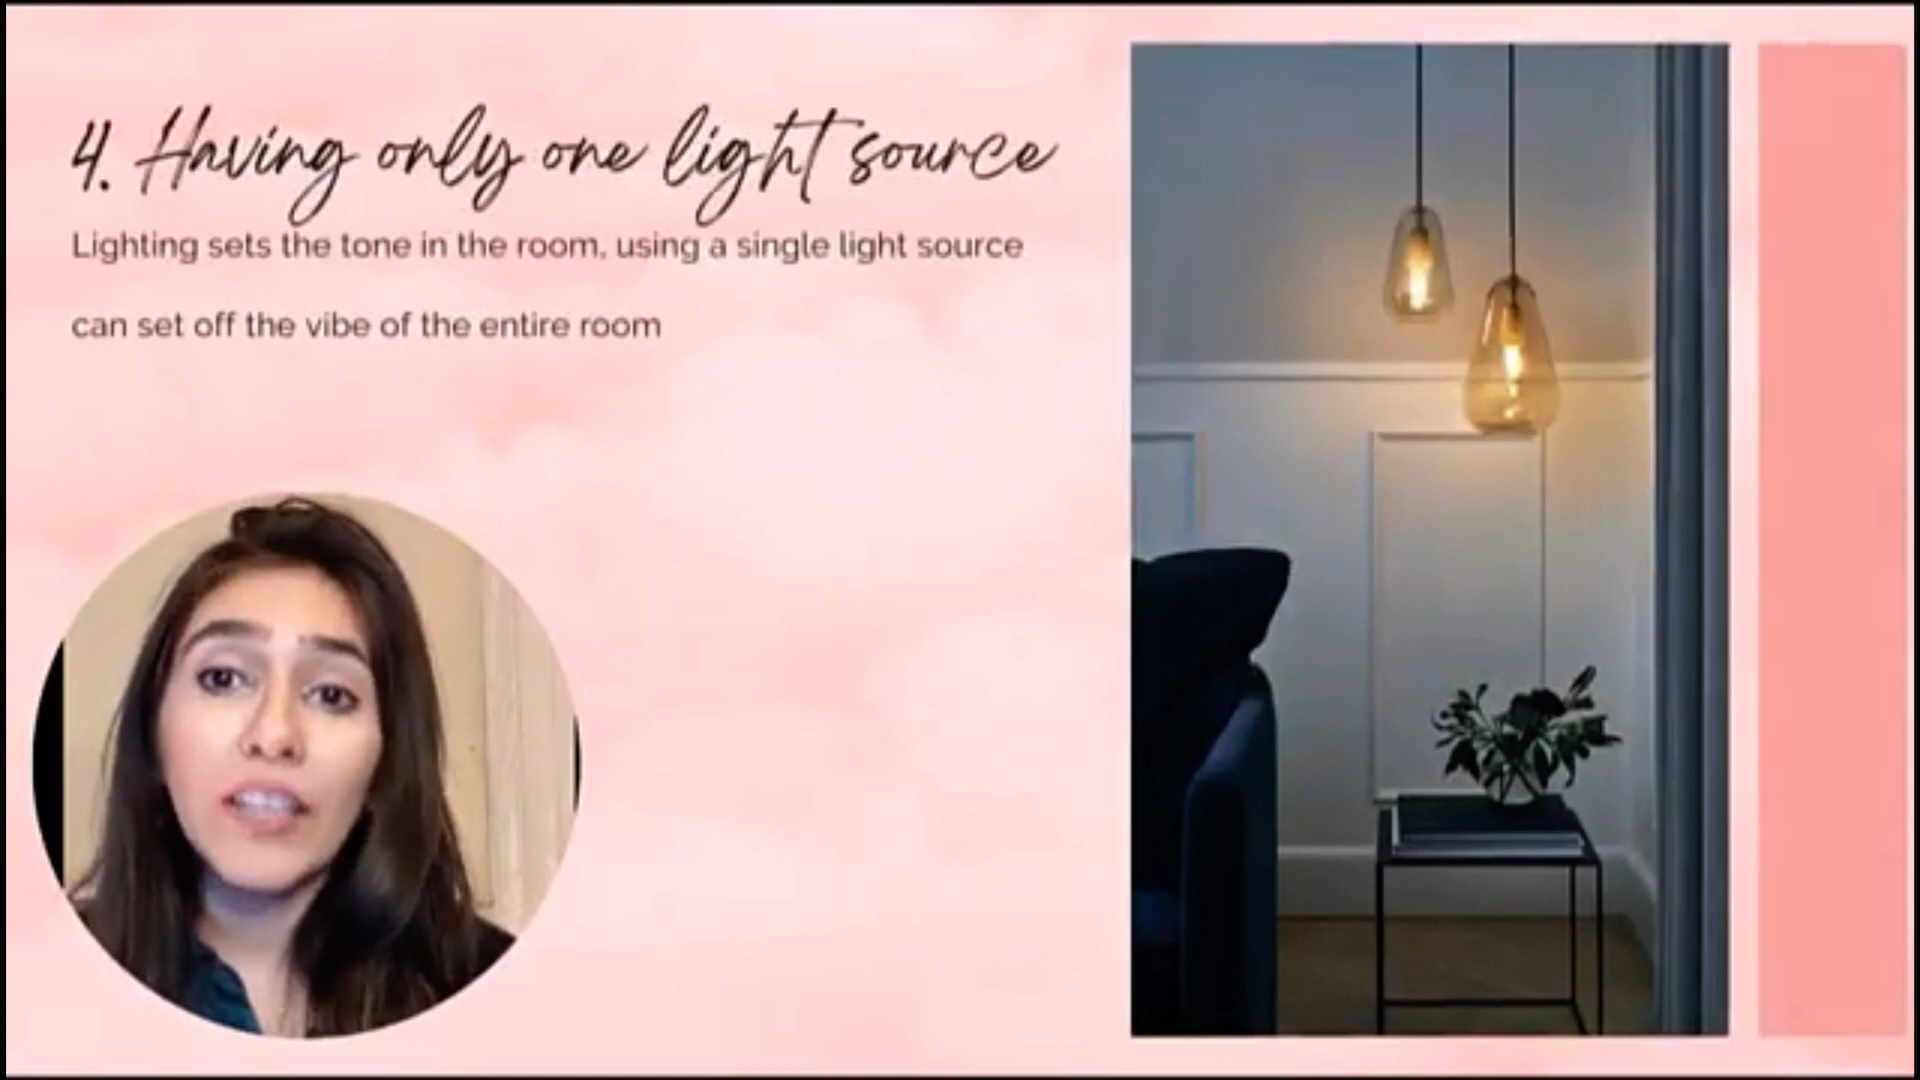 4. Having only one light source
Lighting sets the tone in the room, using a single light source
can set off the vibe of the entire room